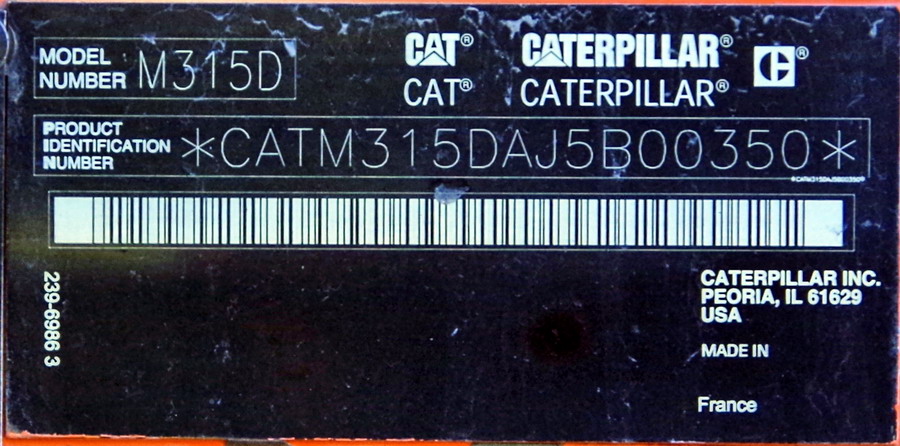 MODEL
NUMBER M315D
CAT® CATERPILLAR® C®
CAT® CATERPILLAR®
PRODUCT
IDENTIFICATION
NUMBER *CATM315DAJ5B00350*
*CATM315DAJ5B00350*
239-6986 3
CATERPILLAR INC.
PEORIA, IL 61629
USA
MADE IN
France